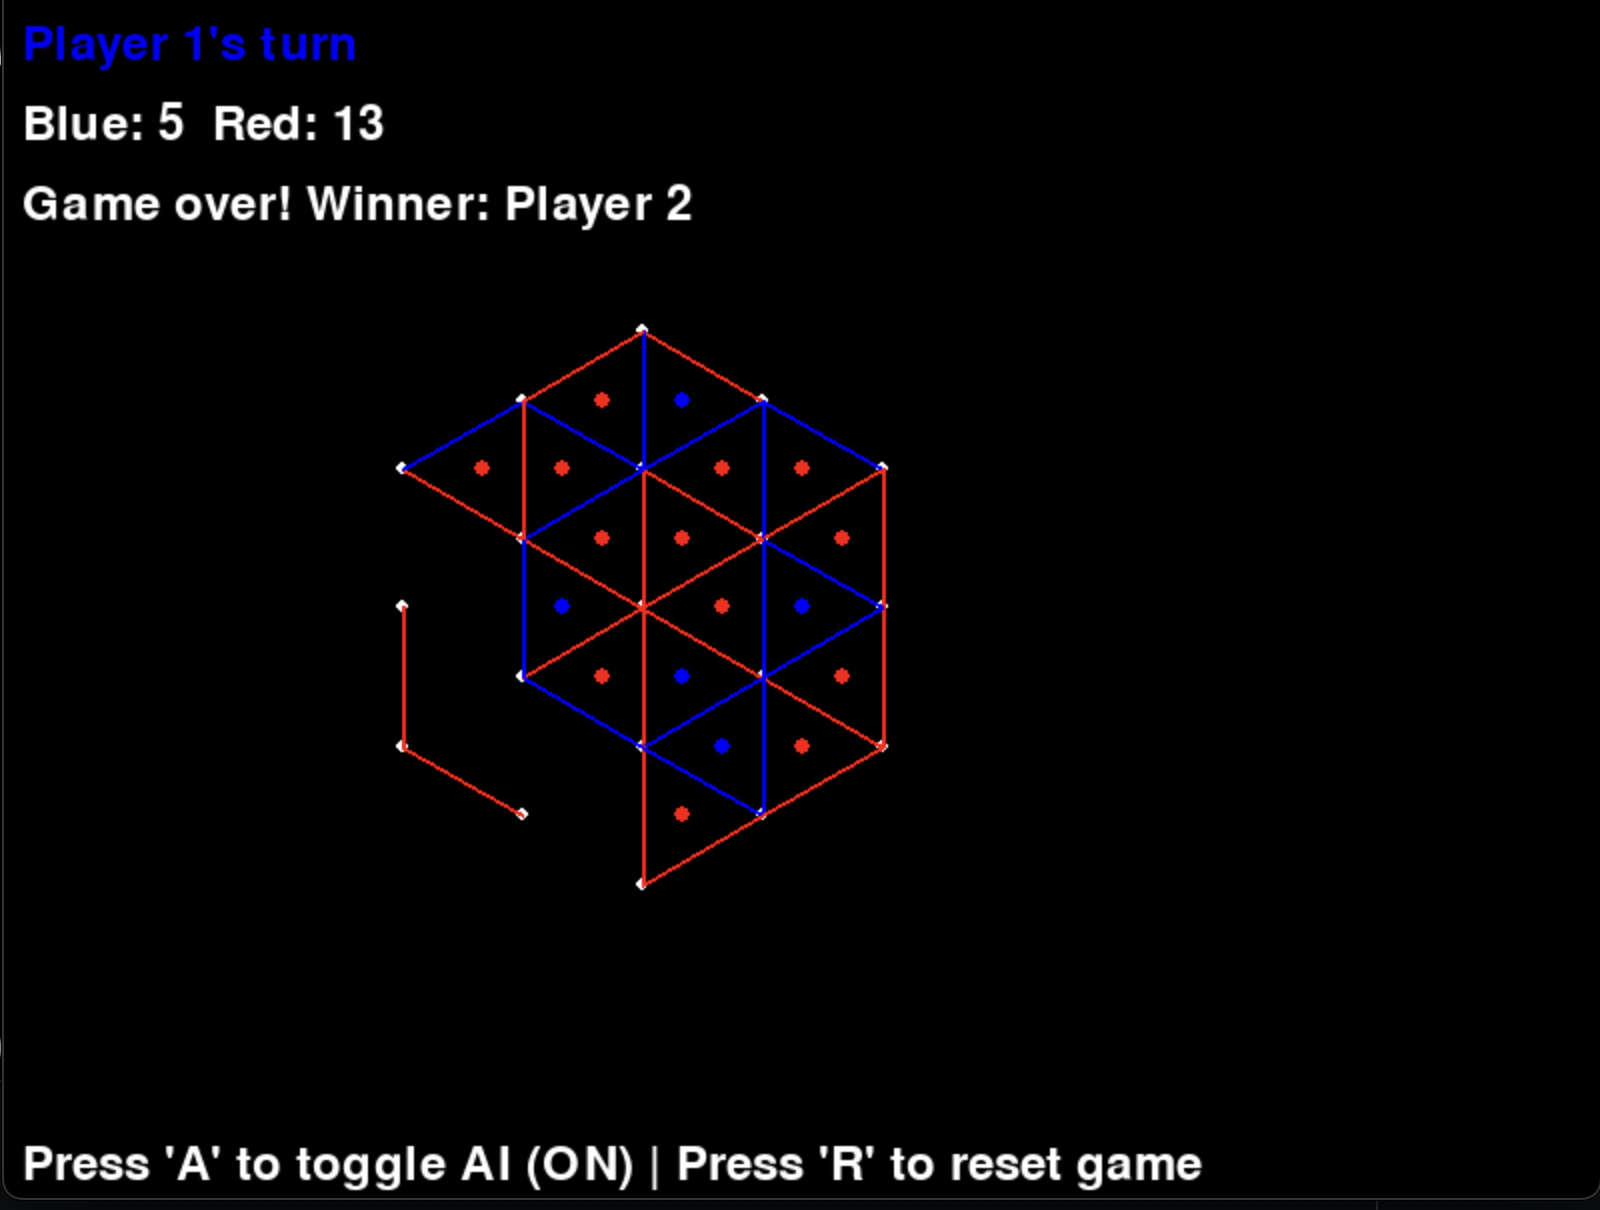 Player 1's turn
Blue: 5  Red: 13
Game over! Winner: Player 2
Press 'A' to toggle AI (ON) | Press 'R' to reset game